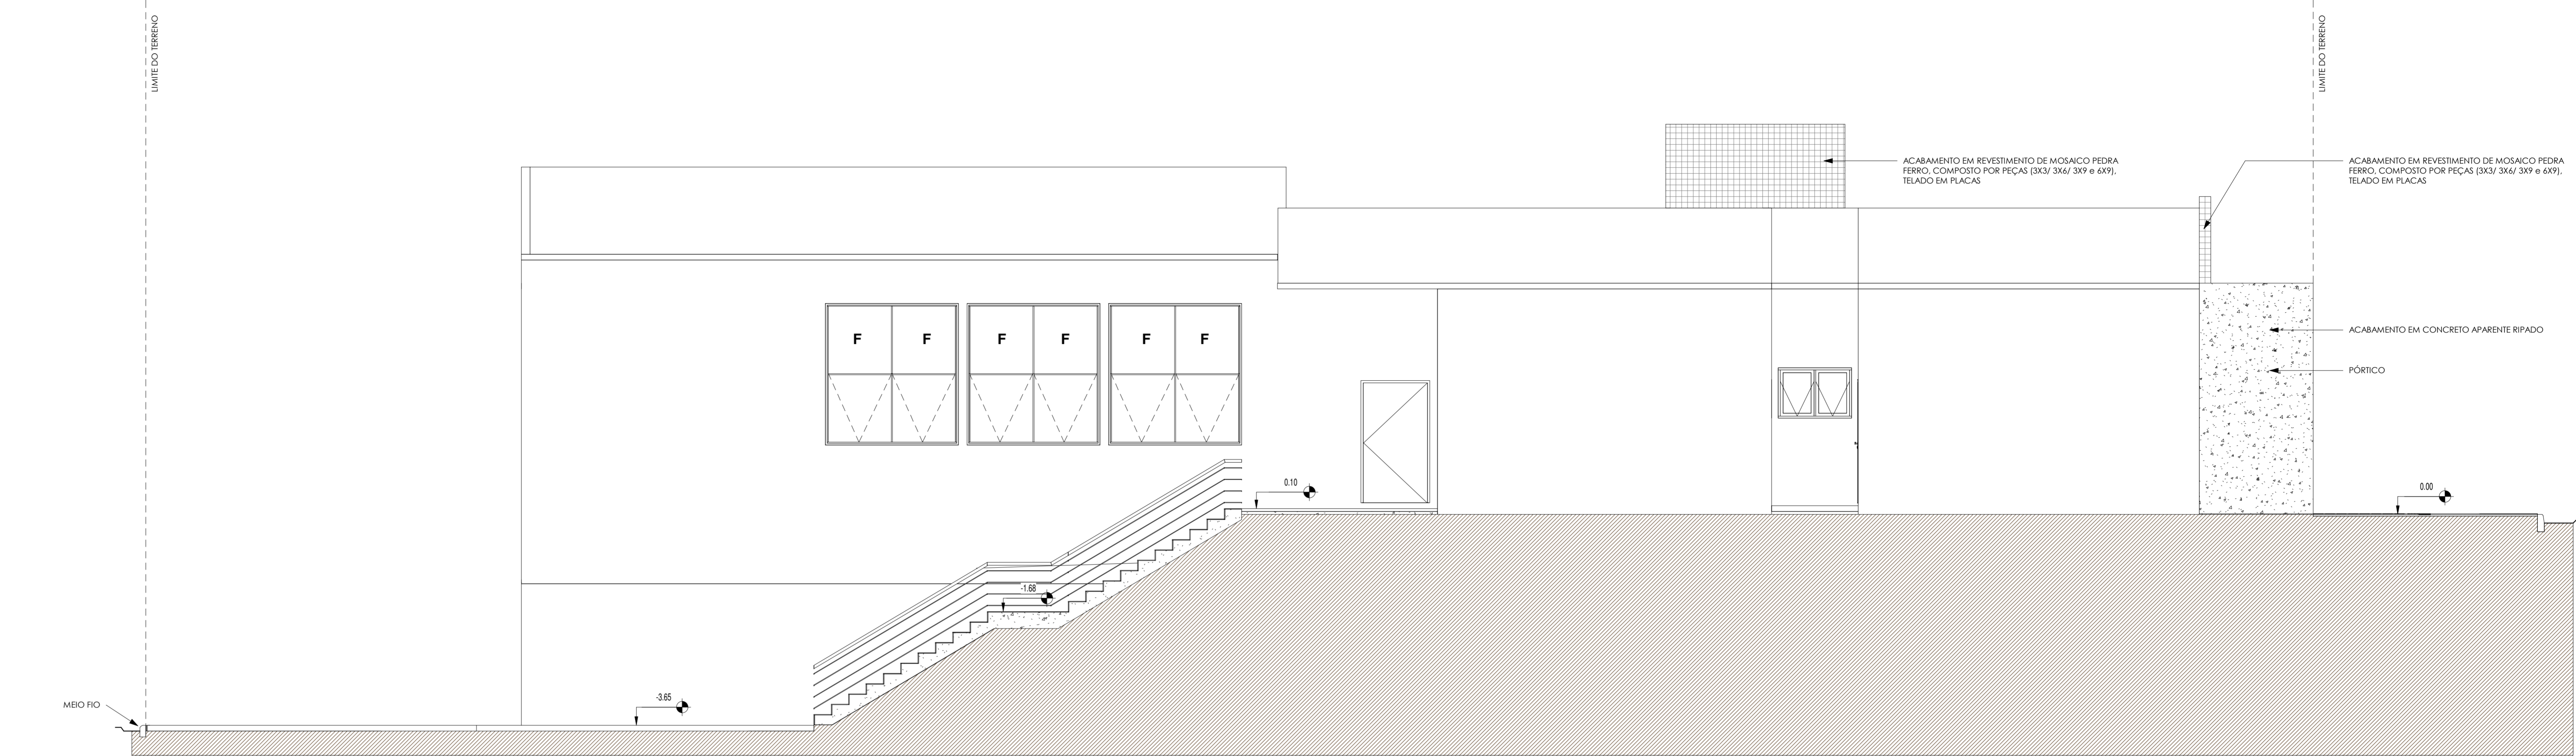 LIMITE DO TERRENO
LIMITE DO TERRENO
ACABAMENTO EM REVESTIMENTO DE MOSAICO PEDRA
FERRO, COMPOSTO POR PEÇAS (3X3/ 3X6/ 3X9 e 6X9),
TELADO EM PLACAS
ACABAMENTO EM REVESTIMENTO DE MOSAICO PEDRA
FERRO, COMPOSTO POR PEÇAS (3X3/ 3X6/ 3X9 e 6X9),
TELADO EM PLACAS
F F F F F F
ACABAMENTO EM CONCRETO APARENTE RIPADO
PÓRTICO
0.10
0.00
-1.68
-3.65
MEIO FIO